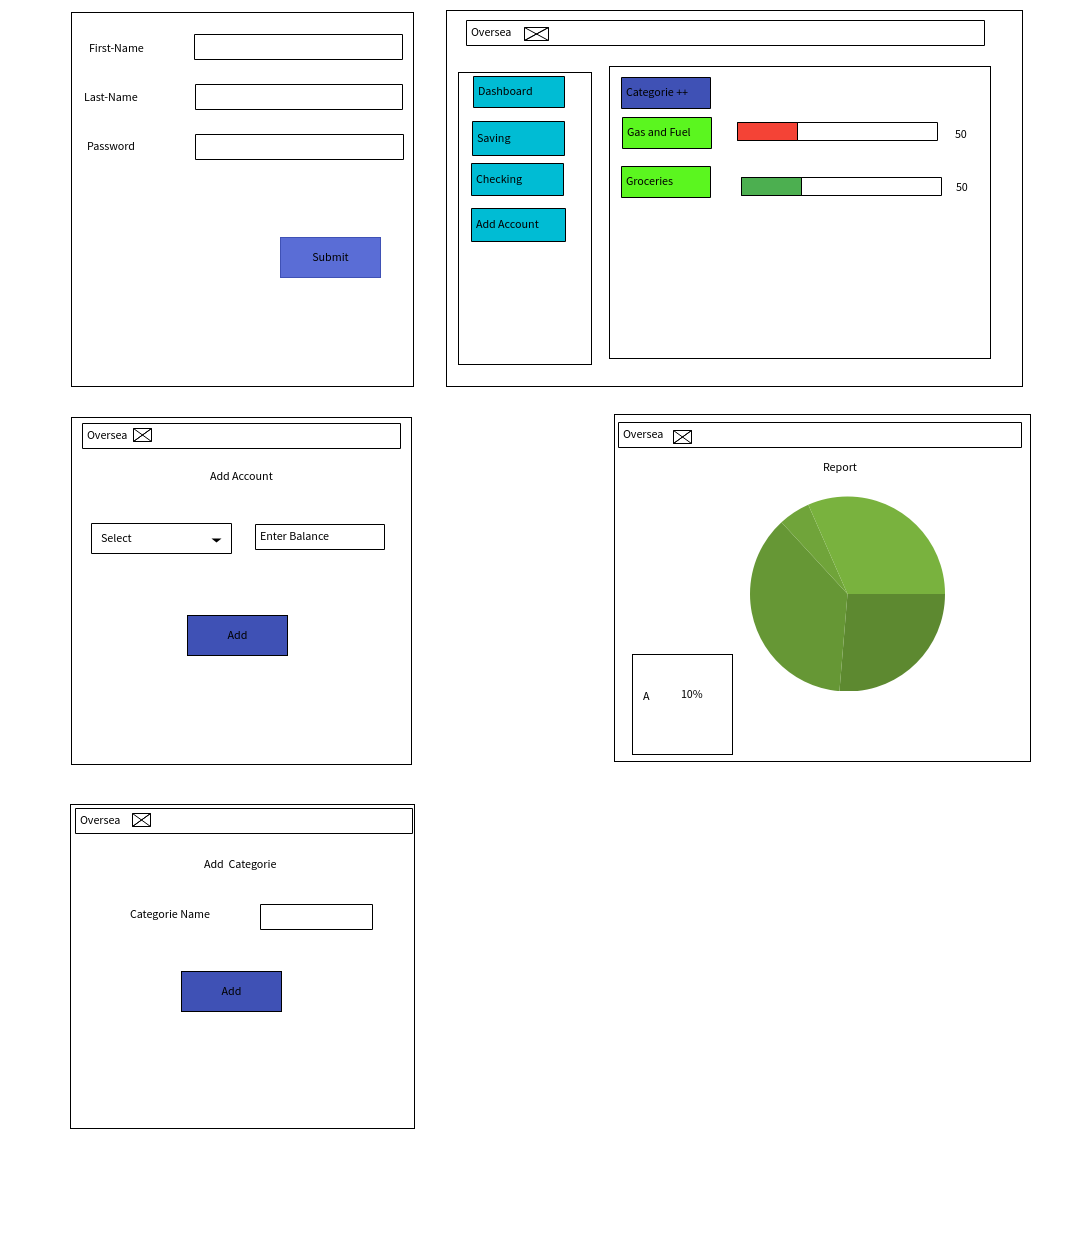 First-Name
Last-Name
Password
Submit
Oversea
Dashboard
Saving
Checking
Add Account
Categorie ++
Gas and Fuel
50
Groceries
50
Oversea
Add Account
Select
Enter Balance
Add
Oversea
Report
A 10%
Oversea
Add Categorie
Categorie Name
Add